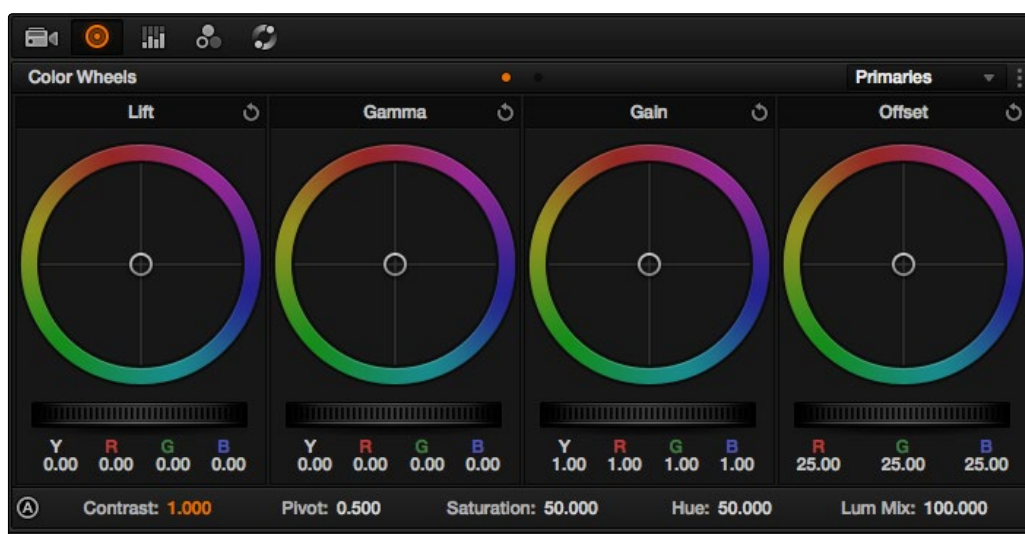 Color Wheels Primaries
Lift Gamma Gain Offset
Y R G B Y R G B Y R G B R G B
0.00 0.00 0.00 0.00 0.00 0.00 0.00 0.00 1.00 1.00 1.00 1.00 25.00 25.00 25.00
A Contrast: 1.000 Pivot: 0.500 Saturation: 50.000 Hue: 50.000 Lum Mix: 100.000